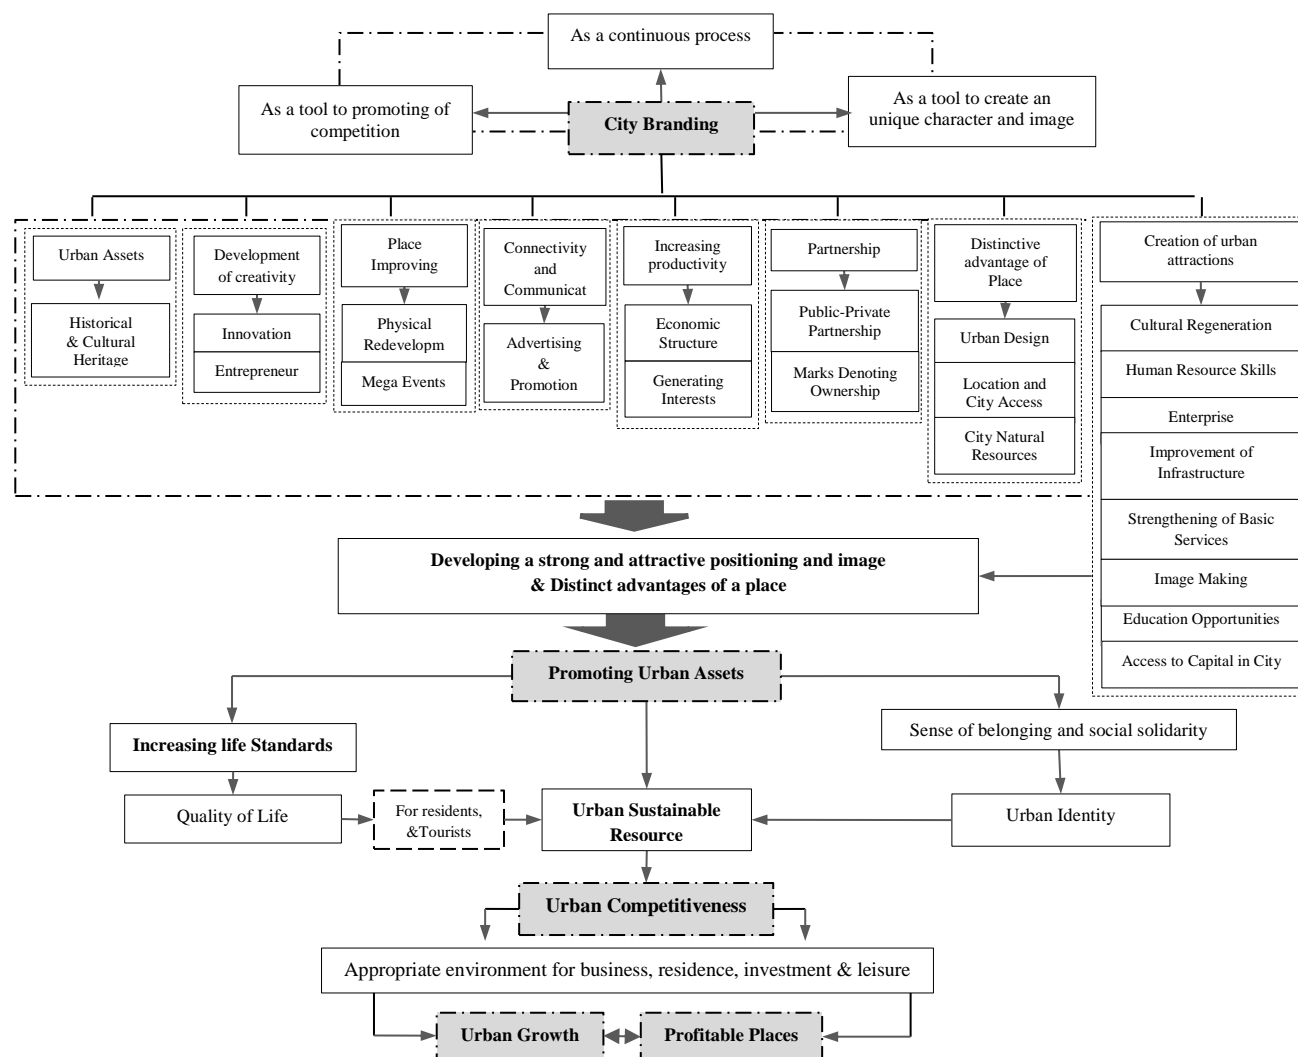 As a continuous process
As a tool to promoting of
competition
As a tool to create an
unique character and image
City Branding
Urban Assets
Historical
& Cultural
Heritage
Development
of creativity
Innovation
Entrepreneur
Place
Improving
Physical
Redevelopm
Mega Events
Connectivity
and
Communicat
Advertising
&
Promotion
Increasing
productivity
Economic
Structure
Generating
Interests
Partnership
Public-Private
Partnership
Marks Denoting
Ownership
Distinctive
advantage of
Place
Urban Design
Location and
City Access
City Natural
Resources
Creation of urban
attractions
Cultural Regeneration
Human Resource Skills
Enterprise
Improvement of
Infrastructure
Strengthening of Basic
Services
Image Making
Education Opportunities
Access to Capital in City
Developing a strong and attractive positioning and image
& Distinct advantages of a place
Promoting Urban Assets
Increasing life Standards
Sense of belonging and social solidarity
Quality of Life
For residents,
&Tourists
Urban Sustainable
Resource
Urban Identity
Urban Competitiveness
Appropriate environment for business, residence, investment & leisure
Urban Growth
Profitable Places